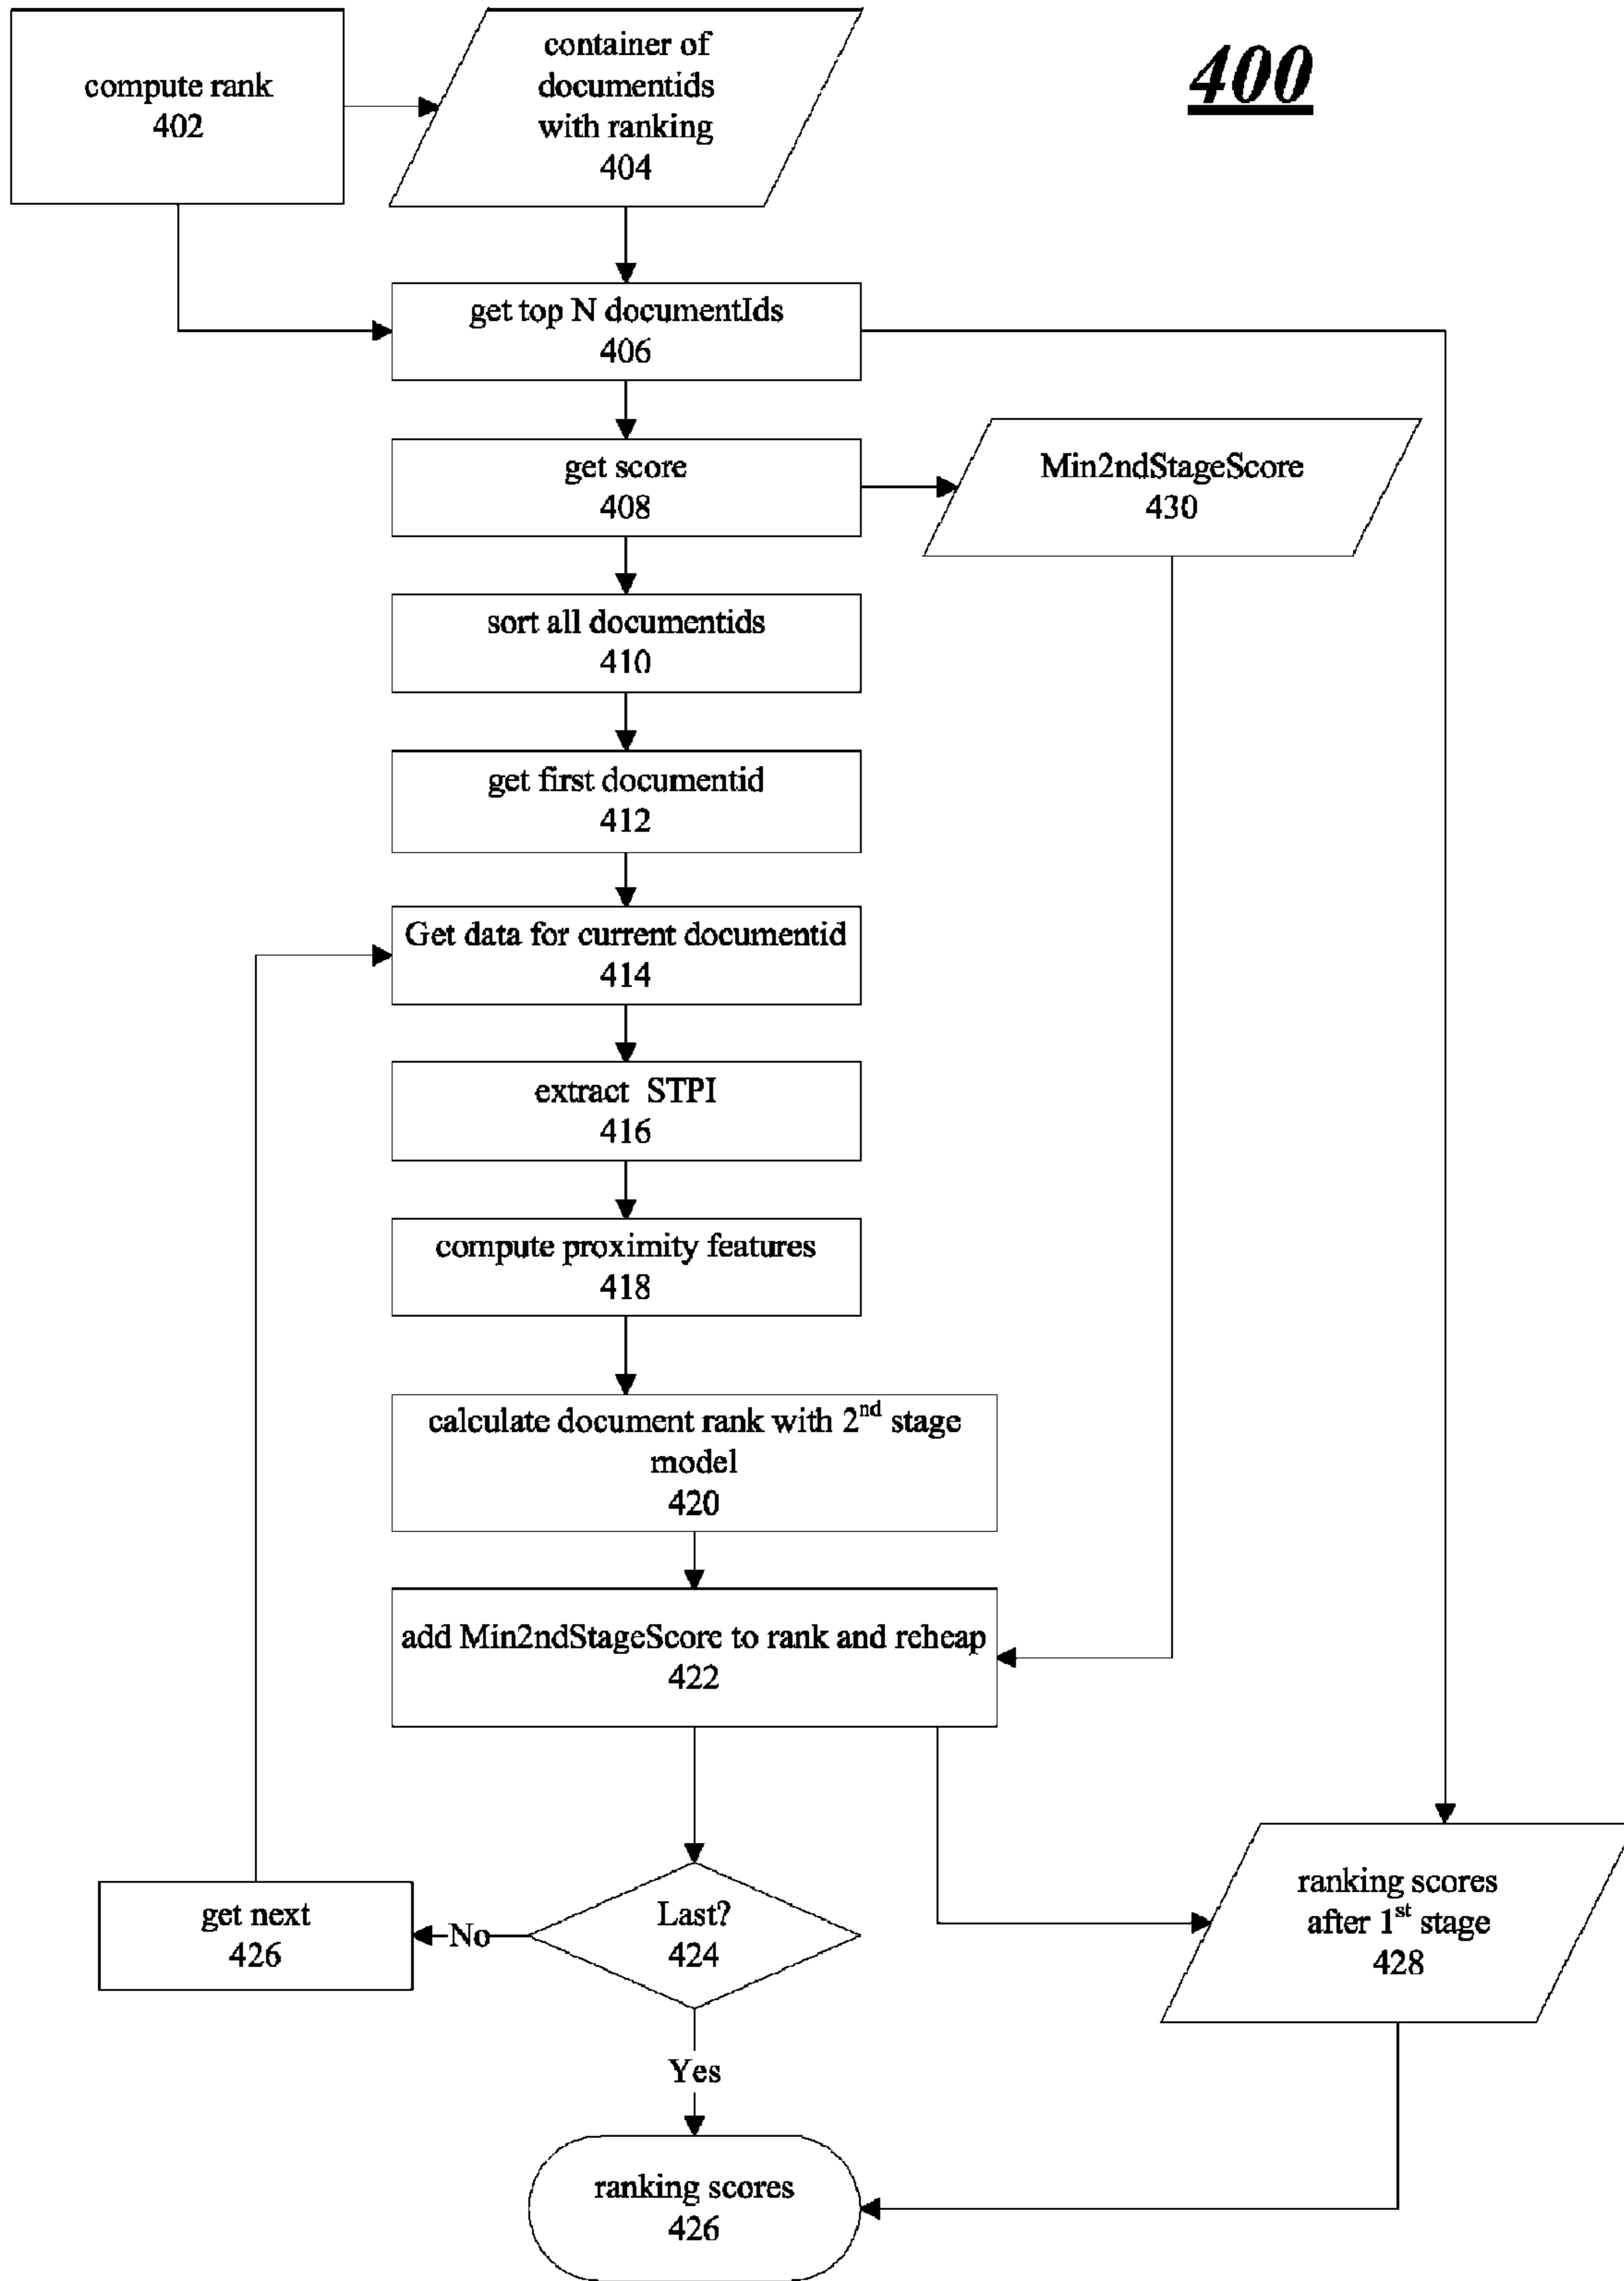 400
compute rank
402
container of
documentids
with ranking
404
get top N documentIds
406
get score
408
Min2ndStageScore
430
sort all documentids
410
get first documentid
412
Get data for current documentid
414
extract STPI
416
compute proximity features
418
calculate document rank with 2nd stage
model
420
add Min2ndStageScore to rank and reheap
422
Last?
424
No
get next
426
ranking scores
after 1st stage
428
Yes
ranking scores
426